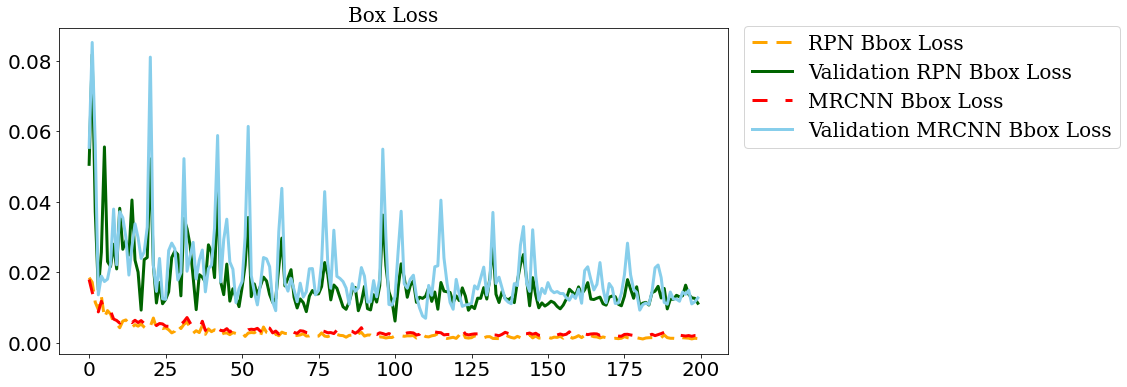 Box Loss
RPN Bbox Loss
Validation RPN Bbox Loss
MRCNN Bbox Loss
Validation MRCNN Bbox Loss
0.08
0.06
0.04
0.02
0.00
0 25 50 75 100 125 150 175 200